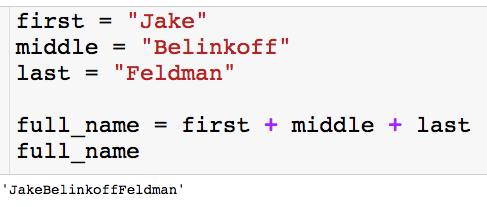 first = "Jake"
middle = "Belinkoff"
last = "Feldman"
full_name = first + middle + last
full_name
'JakeBelinkoffFeldman'